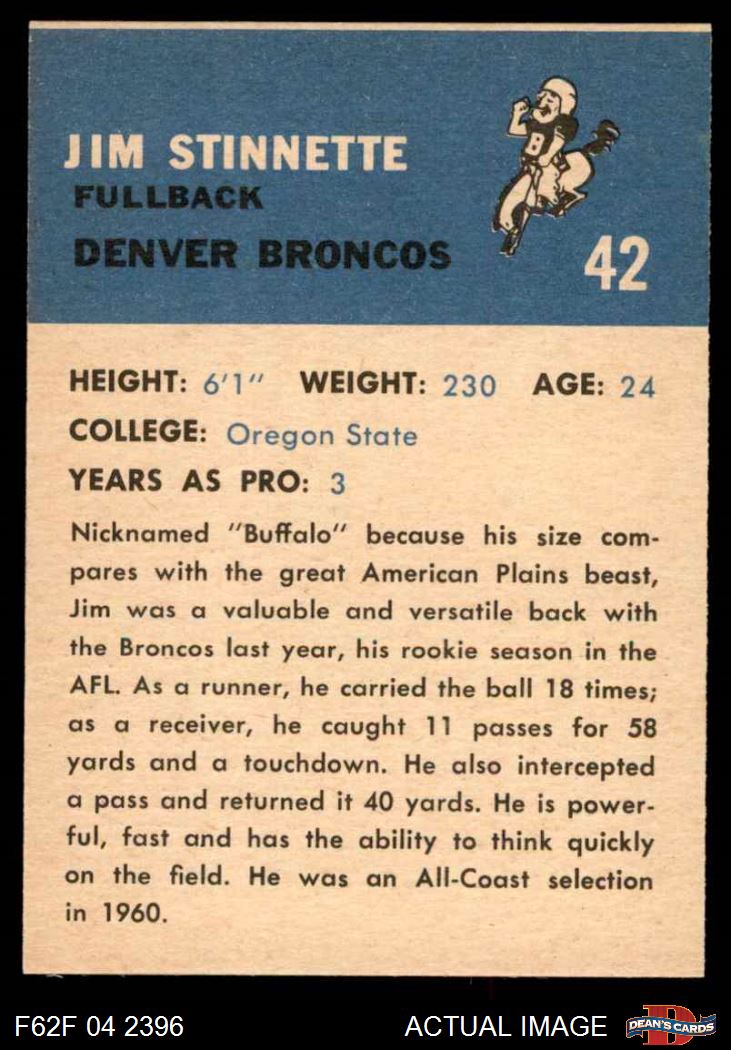 JIM STINNETTE
FULLBACK
DENVER BRONCOS
B
42
HEIGHT: 6'1" WEIGHT: 230 AGE: 24
COLLEGE: Oregon State
YEARS AS PRO: 3
Nicknamed "Buffalo" because his size com-
pares with the great American Plains beast,
Jim was a valuable and versatile back with
the Broncos last year, his rookie season in the
AFL. As a runner, he carried the ball 18 times;
as a receiver, he caught 11 passes for 58
yards and a touchdown. He also intercepted
a pass and returned it 40 yards. He is power-
ful, fast and has the ability to think quickly
on the field. He was an All-Coast selection
in 1960.
F62F 04 2396 ACTUAL IMAGE D DEAN'S CARDS